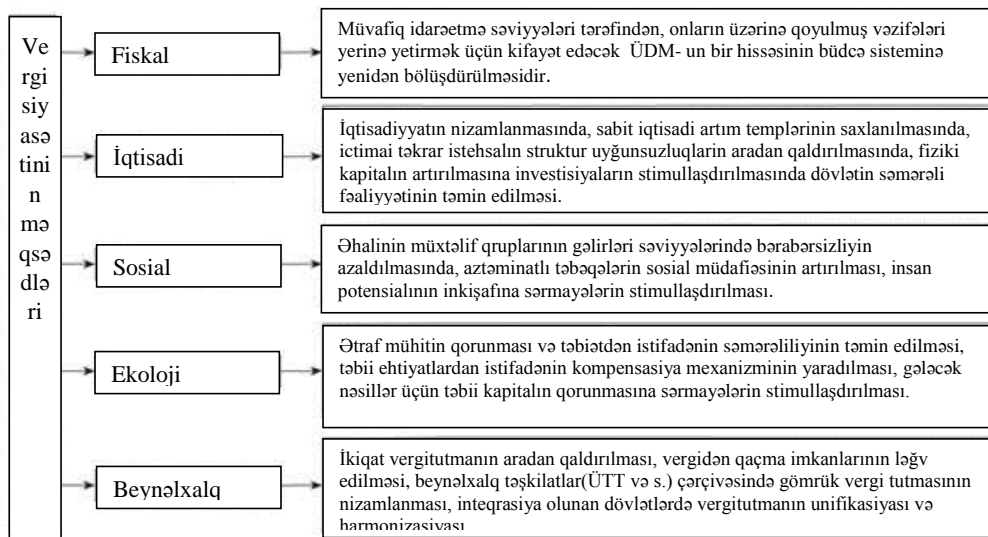 Ve
rgi
siy
asə
tini
n
mə
qsə
dlə
ri
Fiskal
Müvafiq idarəetmə səviyyələri tərəfindən, onların üzərinə qoyulmuş vəzifələri
yerinə yetirmək üçün kifayət edəcək ÜDM- un bir hissəsinin büdcə sisteminə
yenidən bölüşdürülməsidir.
İqtisadi
İqtisadiyyatın nizamlanmasında, sabit iqtisadi artım templərinin saxlanılmasında,
ictimai təkrar istehsalın struktur uyğunsuzluqlarin aradan qaldırılmasında, fiziki
kapitalın artırılmasına investisiyaların stimullaşdırılmasında dövlətin səmərəli
fəaliyyətinin təmin edilməsi.
Sosial
Əhalinin müxtəlif qruplarının gəlirləri səviyyələrində bərabərsizliyin
azaldılmasında, aztəminatlı təbəqələrin sosial müdafiəsinin artırılması, insan
potensialının inkişafına sərmayələrin stimullaşdırılması.
Ekoloji
Ətraf mühitin qorunması və təbiətdən istifadənin səmərəliliyinin təmin edilməsi,
təbii ehtiyatlardan istifadənin kompensasiya mexanizminin yaradılması, gələcək
nəsillər üçün təbii kapitalın qorunmasına sərmayələrin stimullaşdırılması.
Beynəlxalq
İkiqat vergitutmanın aradan qaldırılması, vergidən qaçma imkanlarının ləğv
edilməsi, beynəlxalq təşkilatlar(ÜTT və s.) çərçivəsində gömrük vergi tutmasının
nizamlanması, inteqrasiya olunan dövlətlərdə vergitutmanın unifikasiyası və
harmonizasiyası